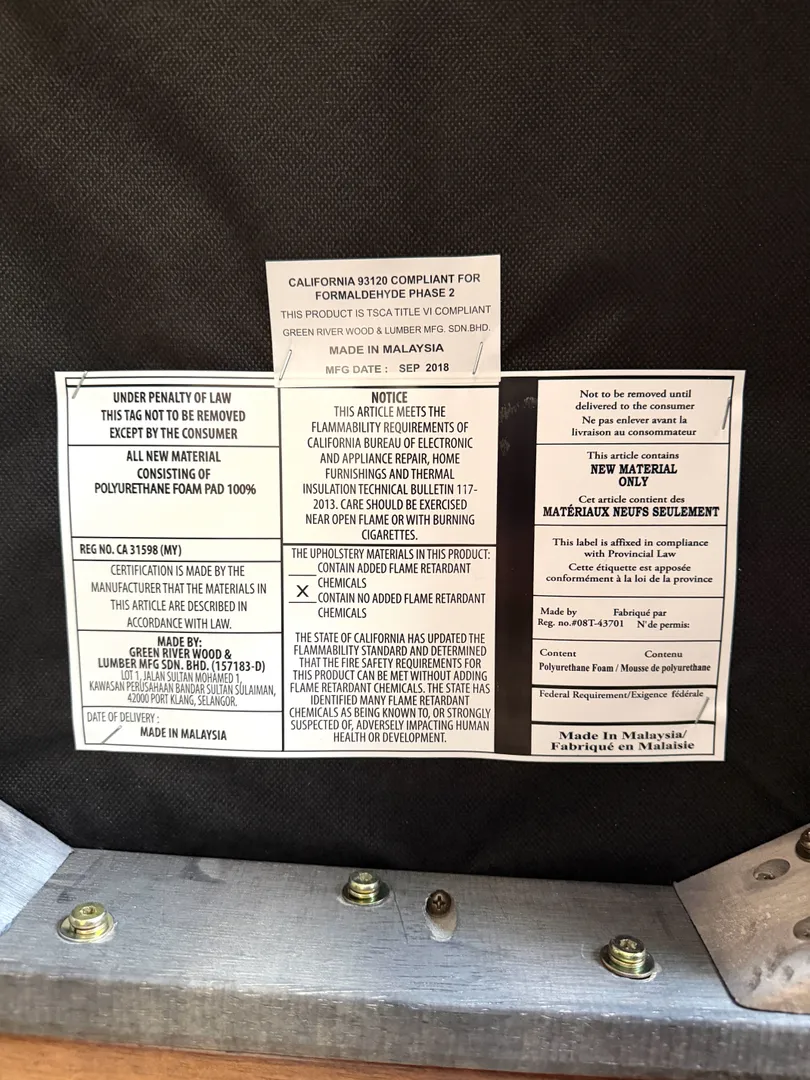 CALIFORNIA 93120 COMPLIANT FOR
FORMALDEHYDE PHASE 2
THIS PRODUCT IS TSCA TITLE VI COMPLIANT
GREEN RIVER WOOD & LUMBER MFG. SDN.BHD.
MADE IN MALAYSIA
MFG DATE : SEP 2018
UNDER PENALTY OF LAW
THIS TAG NOT TO BE REMOVED
EXCEPT BY THE CONSUMER
ALL NEW MATERIAL
CONSISTING OF
POLYURETHANE FOAM PAD 100%
REG NO. CA 31598 (MY)
CERTIFICATION IS MADE BY THE
MANUFACTURER THAT THE MATERIALS IN
THIS ARTICLE ARE DESCRIBED IN
ACCORDANCE WITH LAW.
MADE BY:
GREEN RIVER WOOD &
LUMBER MFG SDN. BHD. (157183-D)
LOT 1, JALAN SULTAN MOHAMED 1,
KAWASAN PERUSAHAAN BANDAR SULTAN SULAIMAN,
42000 PORT KLANG, SELANGOR.
DATE OF DELIVERY :
MADE IN MALAYSIA
NOTICE
THIS ARTICLE MEETS THE
FLAMMABILITY REQUIREMENTS OF
CALIFORNIA BUREAU OF ELECTRONIC
AND APPLIANCE REPAIR, HOME
FURNISHINGS AND THERMAL
INSULATION TECHNICAL BULLETIN 117-
2013. CARE SHOULD BE EXERCISED
NEAR OPEN FLAME OR WITH BURNING
CIGARETTES.
THE UPHOLSTERY MATERIALS IN THIS PRODUCT:
CONTAIN ADDED FLAME RETARDANT
CHEMICALS
X CONTAIN NO ADDED FLAME RETARDANT
CHEMICALS
THE STATE OF CALIFORNIA HAS UPDATED THE
FLAMMABILITY STANDARD AND DETERMINED
THAT THE FIRE SAFETY REQUIREMENTS FOR
THIS PRODUCT CAN BE MET WITHOUT ADDING
FLAME RETARDANT CHEMICALS. THE STATE HAS
IDENTIFIED MANY FLAME RETARDANT
CHEMICALS AS BEING KNOWN TO, OR STRONGLY
SUSPECTED OF, ADVERSELY IMPACTING HUMAN
HEALTH OR DEVELOPMENT.
Not to be removed until
delivered to the consumer
Ne pas enlever avant la
livraison au consommateur
This article contains
NEW MATERIAL
ONLY
Cet article contient des
MATÉRIAUX NEUFS SEULEMENT
This label is affixed in compliance
with Provincial Law
Cette étiquette est apposée
conformément à la loi de la province
Made by Fabriqué par
Reg. no.#08T-43701 N'de permis:
Content Contenu
Polyurethane Foam / Mousse de polyurethane
Federal Requirement/Exigence fédérale
Made In Malaysia/
Fabriqué en Malaisie